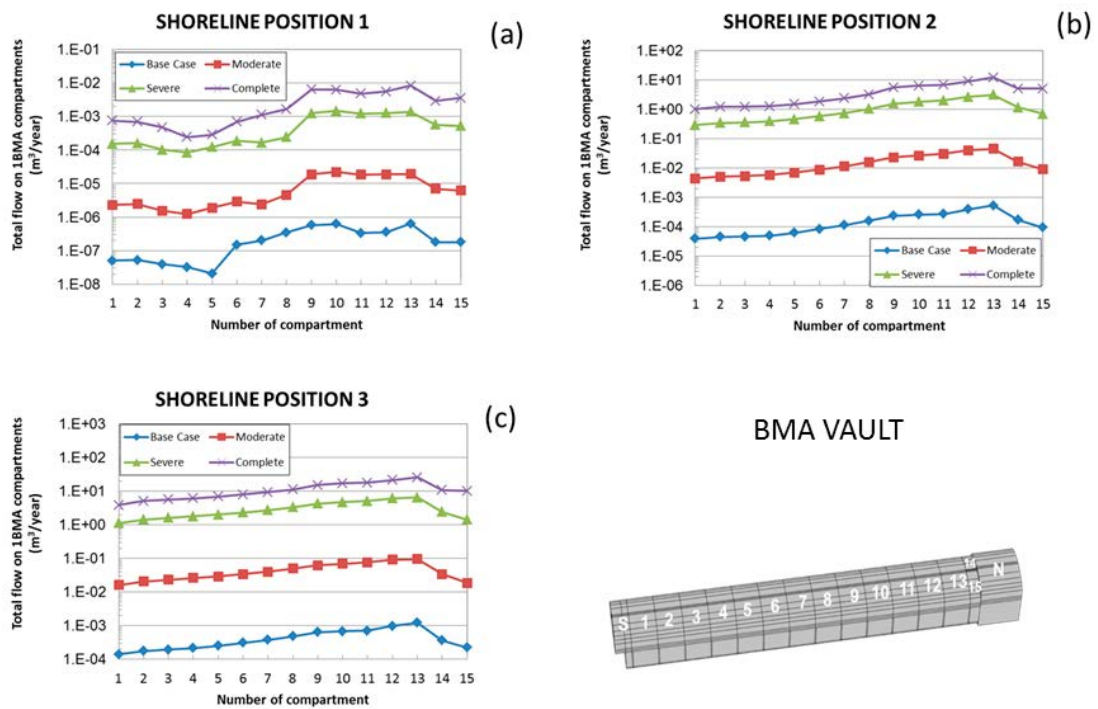 SHORELINE POSITION 1
(a)
Total flow on 1BMA compartments
(m³/year)
1.E-01
1.E-02
1.E-03
1.E-04
1.E-05
1.E-06
1.E-07
1.E-08
Base Case Moderate
Severe Complete
1 2 3 4 5 6 7 8 9 10 11 12 13 14 15
Number of compartment
SHORELINE POSITION 2
(b)
Total flow on 1BMA compartments
(m³/year)
1.E+02
1.E+01
1.E+00
1.E-01
1.E-02
1.E-03
1.E-04
1.E-05
1.E-06
Base Case Moderate
Severe Complete
1 2 3 4 5 6 7 8 9 10 11 12 13 14 15
Number of compartment
SHORELINE POSITION 3
(c)
Total flow on 1BMA compartments
(m³/year)
1.E+03
1.E+02
1.E+01
1.E+00
1.E-01
1.E-02
1.E-03
1.E-04
Base Case Moderate
Severe Complete
1 2 3 4 5 6 7 8 9 10 11 12 13 14 15
Number of compartment
BMA VAULT
S 1 2 3 4 5 6 7 8 9 10 11 12 13 14 15 N